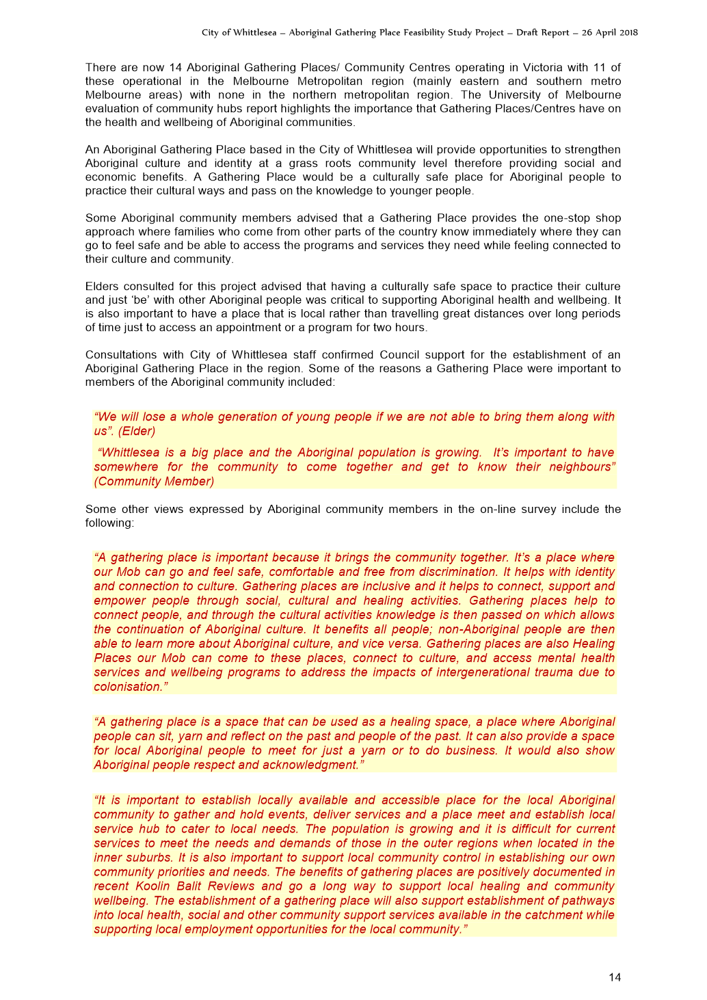 City of Whittlesea – Aboriginal Gathering Place Feasibility Study Project – Draft Report – 26 April 2018
There are now 14 Aboriginal Gathering Places/ Community Centres operating in Victoria with 11 of
these operational in the Melbourne Metropolitan region (mainly eastern and southern metro
Melbourne areas) with none in the northern metropolitan region. The University of Melbourne
evaluation of community hubs report highlights the importance that Gathering Places/Centres have on
the health and wellbeing of Aboriginal communities.
An Aboriginal Gathering Place based in the City of Whittlesea will provide opportunities to strengthen
Aboriginal culture and identity at a grass roots community level therefore providing social and
economic benefits. A Gathering Place would be a culturally safe place for Aboriginal people to
practice their cultural ways and pass on the knowledge to younger people.
Some Aboriginal community members advised that a Gathering Place provides the one-stop shop
approach where families who come from other parts of the country know immediately where they can
go to feel safe and be able to access the programs and services they need while feeling connected to
their culture and community.
Elders consulted for this project advised that having a culturally safe space to practice their culture
and just ‘be’ with other Aboriginal people was critical to supporting Aboriginal health and wellbeing. It
is also important to have a place that is local rather than travelling great distances over long periods
of time just to access an appointment or a program for two hours.
Consultations with City of Whittlesea staff confirmed Council support for the establishment of an
Aboriginal Gathering Place in the region. Some of the reasons a Gathering Place were important to
members of the Aboriginal community included:
“We will lose a whole generation of young people if we are not able to bring them along with
us”. (Elder)
“Whittlesea is a big place and the Aboriginal population is growing. It’s important to have
somewhere for the community to come together and get to know their neighbours”
(Community Member)
Some other views expressed by Aboriginal community members in the on-line survey include the
following:
“A gathering place is important because it brings the community together. It’s a place where
our Mob can go and feel safe, comfortable and free from discrimination. It helps with identity
and connection to culture. Gathering places are inclusive and it helps to connect, support and
empower people through social, cultural and healing activities. Gathering places help to
connect people, and through the cultural activities knowledge is then passed on which allows
the continuation of Aboriginal culture. It benefits all people; non-Aboriginal people are then
able to learn more about Aboriginal culture, and vice versa. Gathering places are also Healing
Places our Mob can come to these places, connect to culture, and access mental health
services and wellbeing programs to address the impacts of intergenerational trauma due to
colonisation.”
“A gathering place is a space that can be used as a healing space, a place where Aboriginal
people can sit, yarn and reflect on the past and people of the past. It can also provide a space
for local Aboriginal people to meet for just a yarn or to do business. It would also show
Aboriginal people respect and acknowledgment.”
“It is important to establish locally available and accessible place for the local Aboriginal
community to gather and hold events, deliver services and a place meet and establish local
service hub to cater to local needs. The population is growing and it is difficult for current
services to meet the needs and demands of those in the outer regions when located in the
inner suburbs. It is also important to support local community control in establishing our own
community priorities and needs. The benefits of gathering places are positively documented in
recent Koolin Balit Reviews and go a long way to support local healing and community
wellbeing. The establishment of a gathering place will also support establishment of pathways
into local health, social and other community support services available in the catchment while
supporting local employment opportunities for the local community.”
14